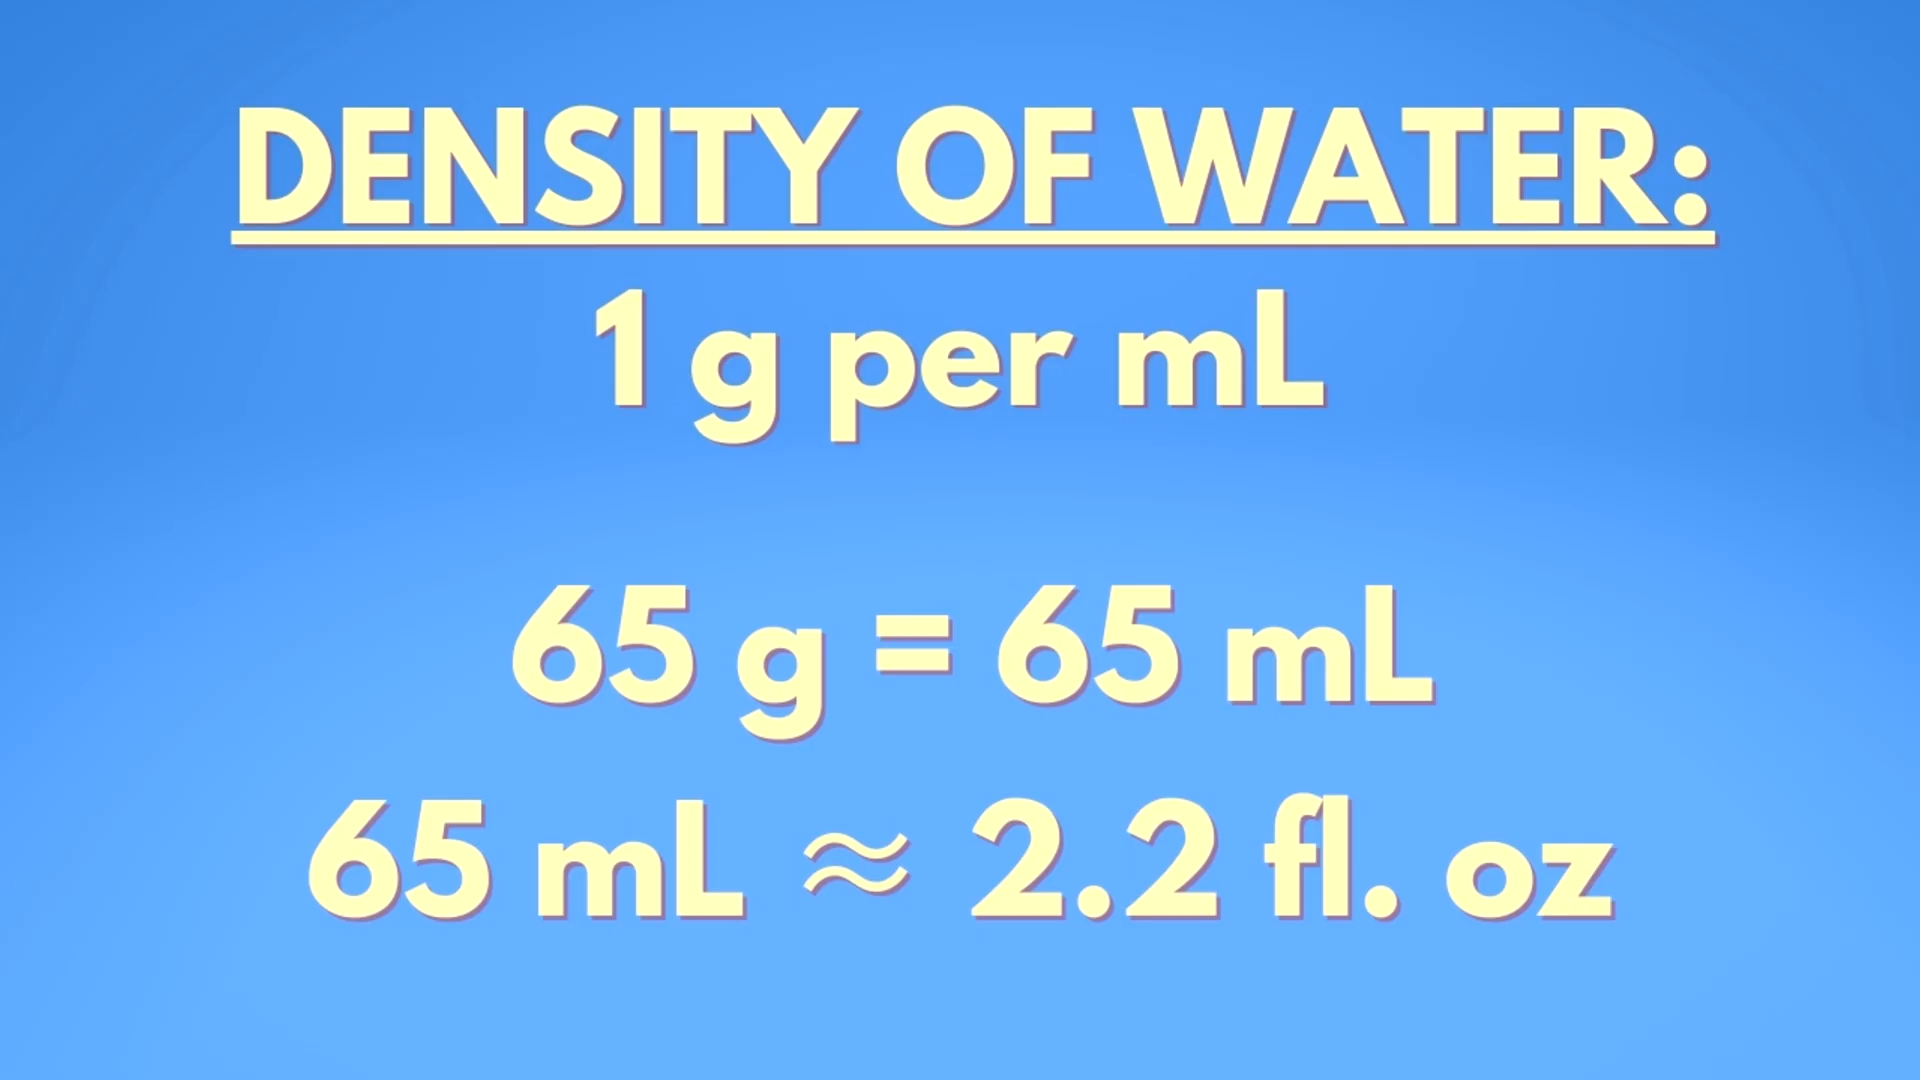 DENSITY OF WATER:
1 g per mL
65 g = 65 mL
65 mL ≈ 2.2 fl. oz